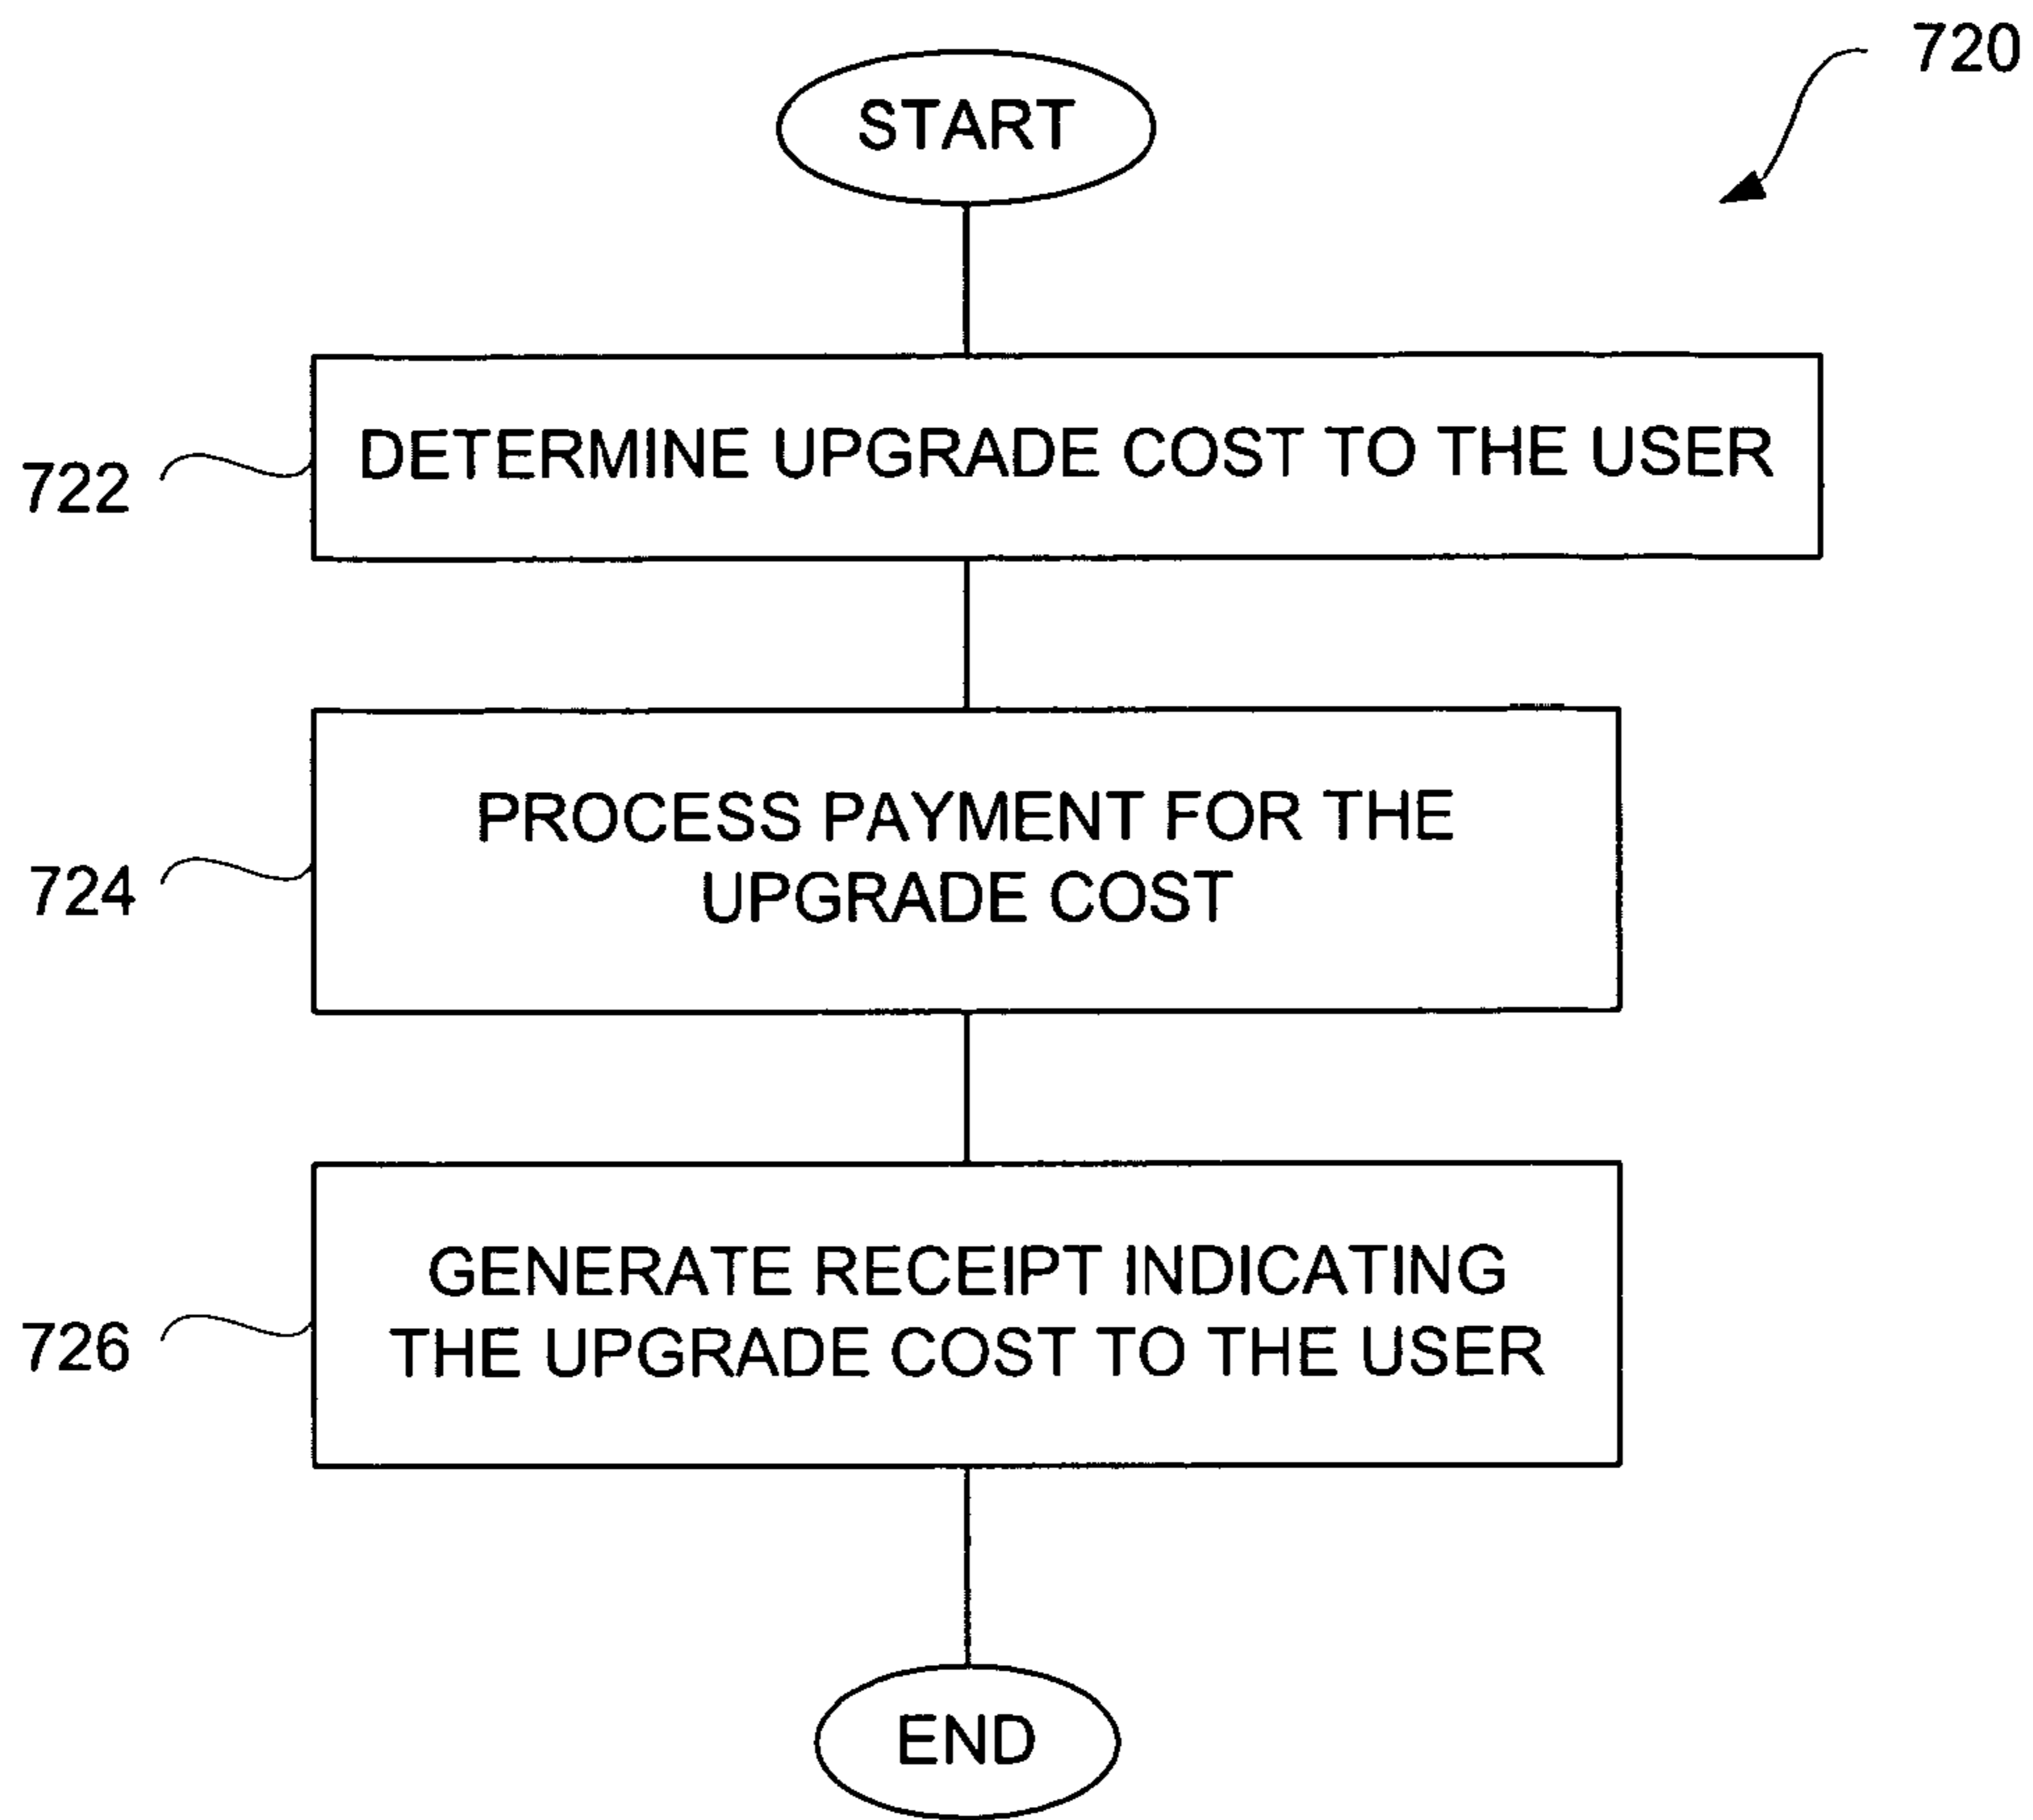 720
START
722
DETERMINE UPGRADE COST TO THE USER
724
PROCESS PAYMENT FOR THE
UPGRADE COST
726
GENERATE RECEIPT INDICATING
THE UPGRADE COST TO THE USER
END